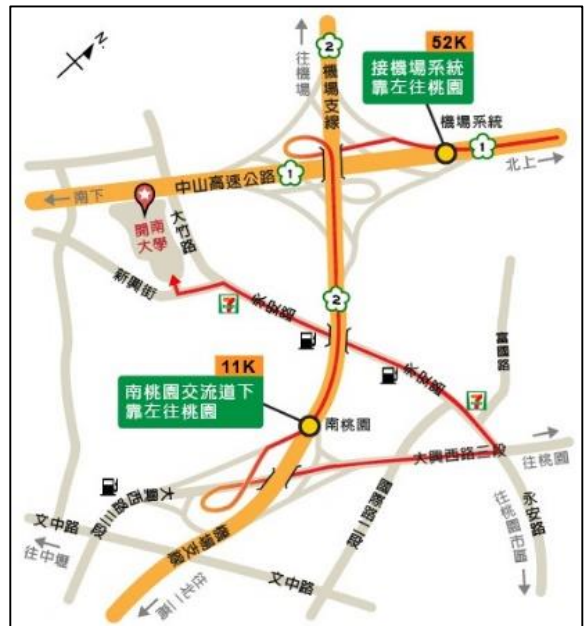 N.
2
52K
往機場
機場支線
接機場系統
靠左往桃園
機場系統
1
北上
中山高速公路
1
南下
開南
大學
大竹路
新興街
7
永安路
2
富國路
11K
南桃園交流道下
靠左往桃園
永安路
7
南桃園
大興西路二段
往桃園
大興西路三段
國際路一段
永安路
往桃園市區
文中路
往中壢
機場支線
文中路
往北二高